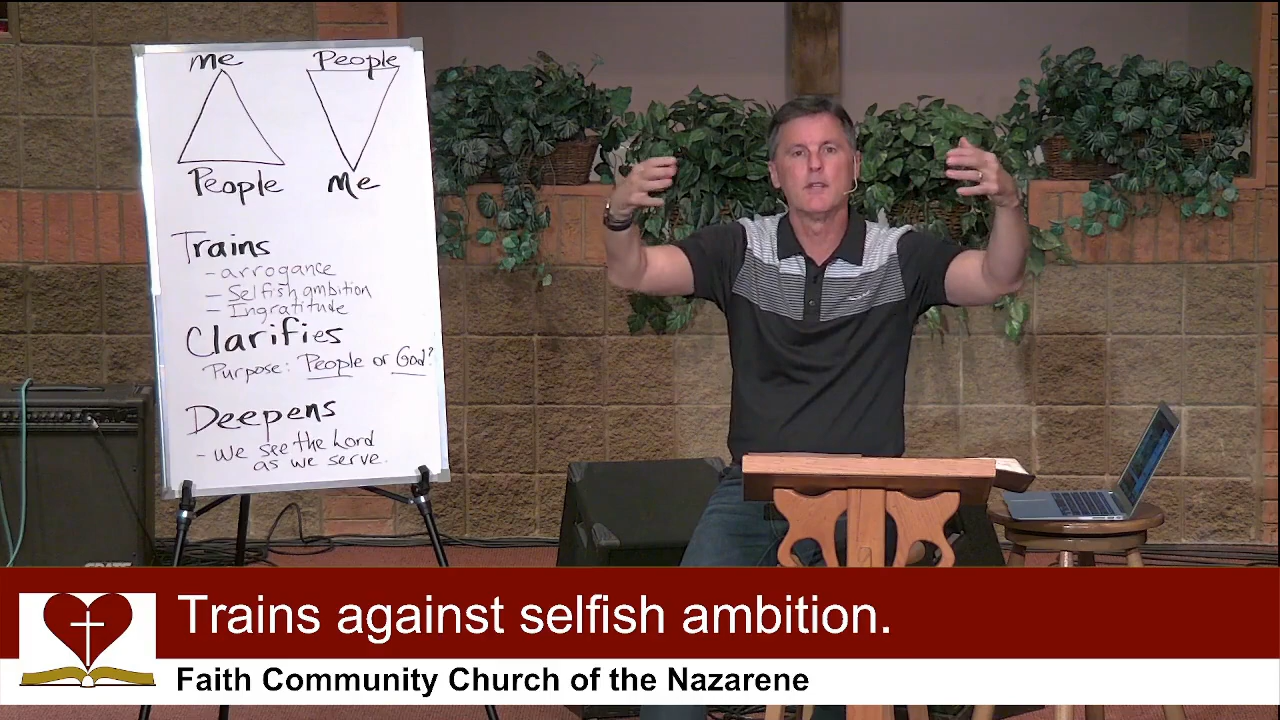 me People
People Me
Trains
- arrogance
- Selfish ambition
- Ingratitude
Clarifies
Purpose: People or God?
Deepens
- We see the Lord
as we serve.
CRATE
Trains against selfish ambition.
Faith Community Church of the Nazarene